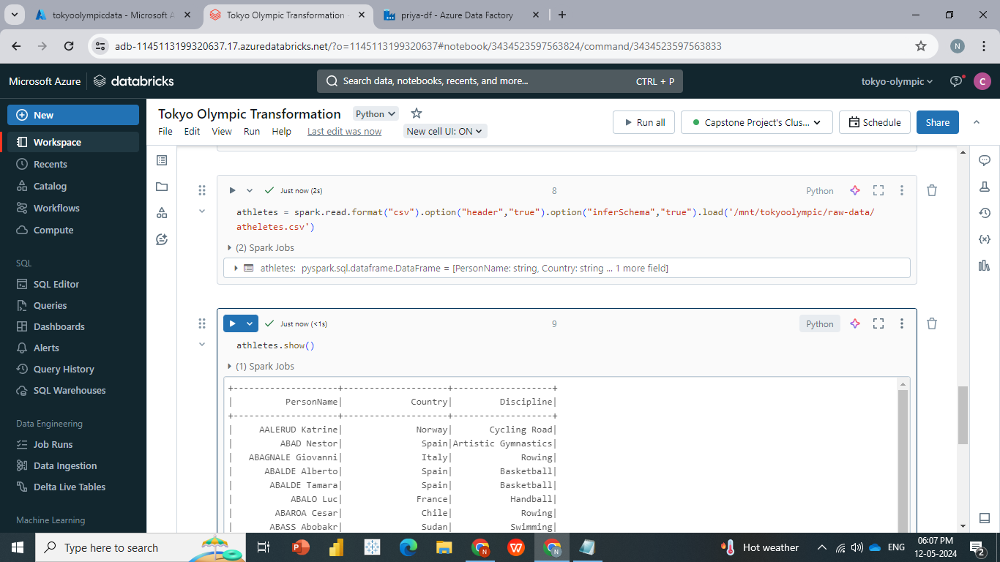 tokyoolympicdata - Microsoft A
Tokyo Olympic Transformation -
priya-df - Azure Data Factory
adb-1145113199320637.17.azuredatabricks.net/?o=1145113199320637#notebook/3434523597563824/command/3434523597563833
N
Microsoft Azure
databricks
Search data, notebooks, recents, and more...
CTRL + P
tokyo-olympic
C
New
Workspace
Recents
Catalog
Workflows
Compute
SQL
SQL Editor
Queries
Dashboards
Alerts
Query History
SQL Warehouses
Data Engineering
Job Runs
Data Ingestion
Delta Live Tables
Machine Learning
Tokyo Olympic Transformation
Python
File Edit View Run Help Last edit was now
New cell UI: ON
Run all
Capstone Project's Clus...
Schedule
Share
Just now (2s)
8
Python
athletes = spark.read.format("csv").option("header","true").option("inferSchema","true").load('/mnt/tokyoolympic/raw-data/
atheletes.csv')
(2) Spark Jobs
athletes: pyspark.sql.dataframe.DataFrame = [PersonName: string, Country: string ... 1 more field]
Just now (<1s)
9
Python
athletes.show()
(1) Spark Jobs
+--------------------+--------------------+-------------------+
| PersonName| Country| Discipline|
+--------------------+--------------------+-------------------+
| AALERUD Katrine| Norway| Cycling Road|
| ABAD Nestor| Spain|Artistic Gymnastics|
| ABAGNALE Giovanni| Italy| Rowing|
| ABALDE Alberto| Spain| Basketball|
| ABALDE Tamara| Spain| Basketball|
| ABALO Luc| France| Handball|
| ABAROA Cesar| Chile| Rowing|
| ABASS Abobakr| Sudan| Swimming|
Type here to search
P
N
W
N
Hot weather
ENG
06:07 PM
12-05-2024
2